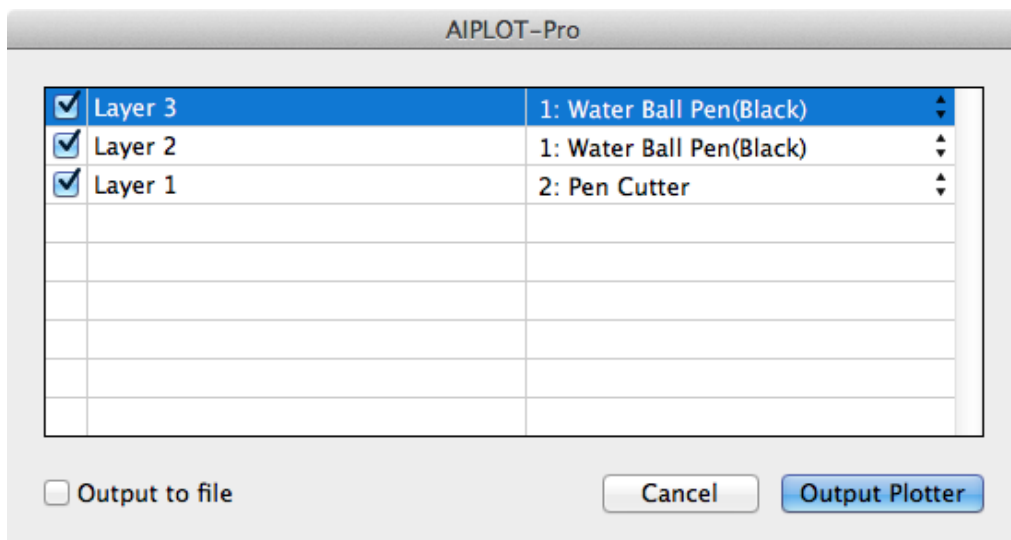 AIPLOT-Pro
Layer 3 1: Water Ball Pen(Black)
Layer 2 1: Water Ball Pen(Black)
Layer 1 2: Pen Cutter
Output to file Cancel Output Plotter